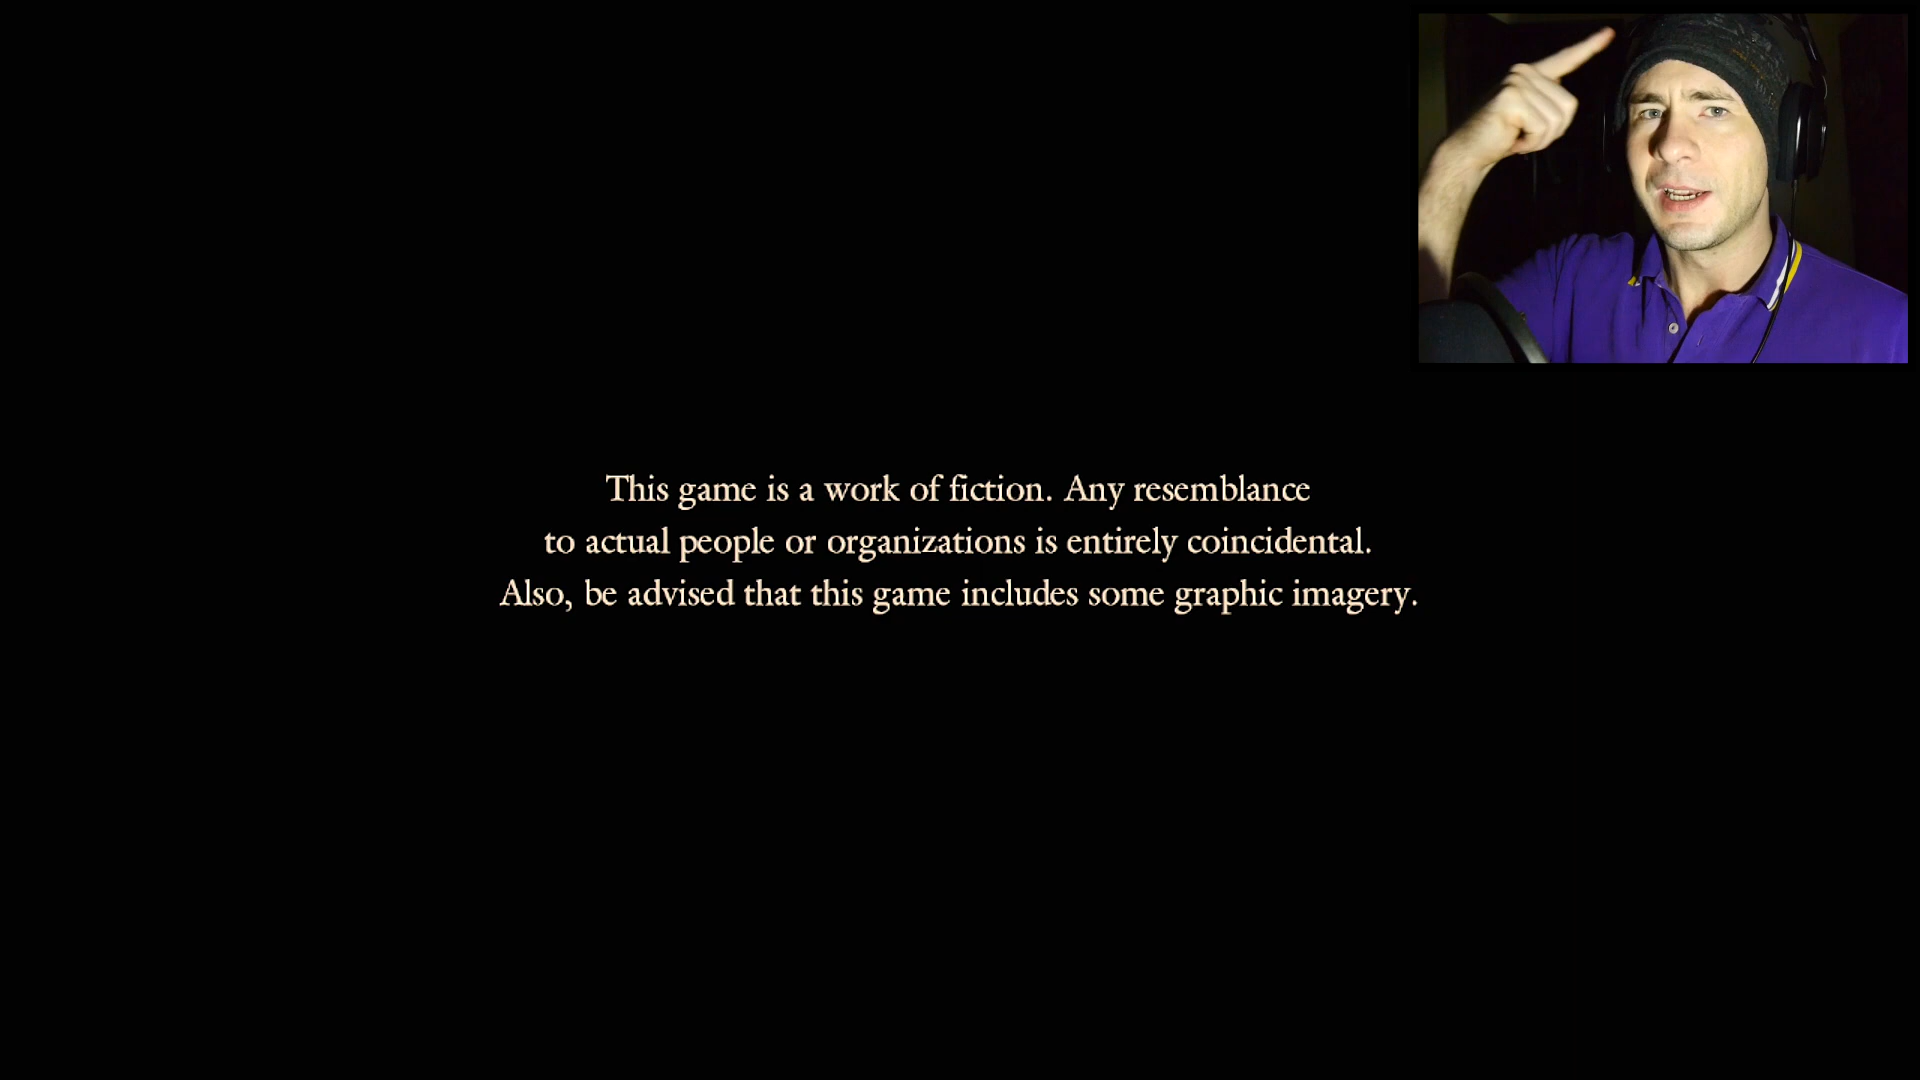 This game is a work of fiction. Any resemblance
to actual people or organizations is entirely coincidental.
Also, be advised that this game includes some graphic imagery.